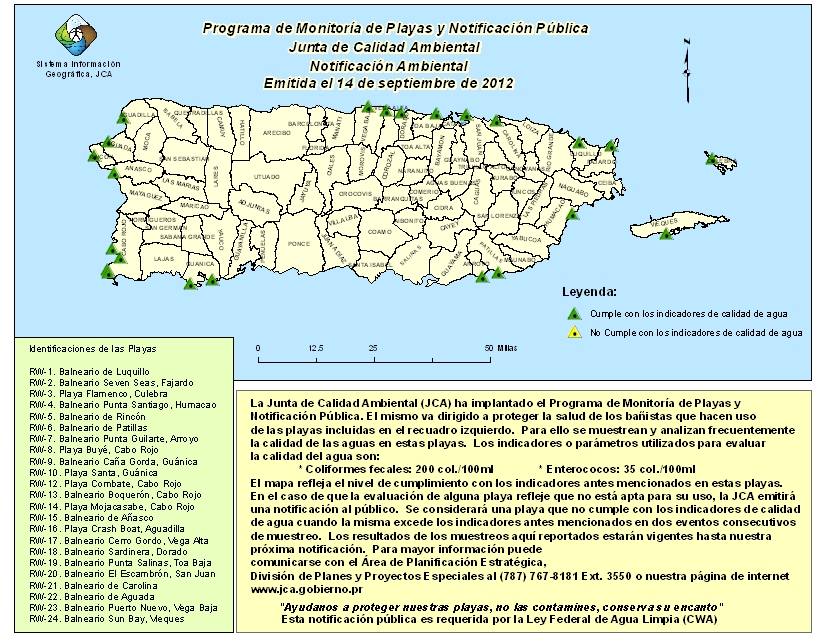 Programa de Monitoría de Playas y Notificación Pública
Junta de Calidad Ambiental
Notificación Ambiental
Emitida el 14 de septiembre de 2012
Sistema Información
Geográfica, JCA
N
ISABELA
QUEBRADILLAS
CAMUY
HATILLO
ARECIBO
BARCELONETA
MANATI
VEGA BAJA
MOCA
SAN SEBASTIAN
LARES
UTUADO
FLORIDA
CIALES
MOROVIS
COROZAL
TOA ALTA
NARANJITO
BAYAMON
GUAYNABO
SAN JUAN
CAROLINA
LOIZA
RIO GRANDE
LUQUILLO
FAJARDO
CEIBA
NAGUABO
ANASCO
LAS MARIAS
MAYAGUEZ
MARICAO
ADJUNTAS
JAYUYA
OROCOVIS
BARRANQUITAS
COMERIO
AGUAS BUENAS
CAGUAS
CIDRA
CAYEY
SAN LORENZO
HUMACAO
YABUCOA
MAUNABO
PATILLAS
ARROYO
GUAYAMA
SALINAS
COAMO
SANTA ISABEL
JUANA DIAZ
VILLALBA
PONCE
PENUELAS
YAUCO
GUANICA
LAJAS
SABANA GRANDE
SAN GERMAN
CABO ROJO
VIEQUES
Leyenda:
Cumple con los indicadores de calidad de agua
No Cumple con los indicadores de calidad de agua
0 12.5 25 50 Millas
Identificaciones de las Playas
RW-1. Balneario de Luquillo
RW-2. Balneario Seven Seas, Fajardo
RW-3. Playa Flamenco, Culebra
RW-4. Balneario Punta Santiago, Humacao
RW-5. Balneario de Rincón
RW-6. Balneario de Patillas
RW-7. Balneario Punta Guilarte, Arroyo
RW-8. Playa Buyé, Cabo Rojo
RW-9. Balneario Caña Gorda, Guánica
RW-10. Playa Santa, Guánica
RW-12. Playa Combate, Cabo Rojo
RW-13. Balneario Boquerón, Cabo Rojo
RW-14. Playa Mojacasabe, Cabo Rojo
RW-15. Balneario de Añasco
RW-16. Playa Crash Boat, Aguadilla
RW-17. Balneario Cerro Gordo, Vega Alta
RW-18. Balneario Sardinera, Dorado
RW-19. Balneario Punta Salinas, Toa Baja
RW-20. Balneario El Escambrón, San Juan
RW-21. Balneario de Carolina
RW-22. Balneario de Aguada
RW-23. Balneario Puerto Nuevo, Vega Baja
RW-24. Balneario Sun Bay, Vieques
La Junta de Calidad Ambiental (JCA) ha implantado el Programa de Monitoría de Playas y
Notificación Pública. El mismo va dirigido a proteger la salud de los bañistas que hacen uso
de las playas incluidas en el recuadro izquierdo. Para ello se muestrean y analizan frecuentemente
la calidad de las aguas en estas playas. Los indicadores o parámetros utilizados para evaluar
la calidad del agua son:
* Coliformes fecales: 200 col./100ml * Enterococos: 35 col./100ml
El mapa refleja el nivel de cumplimiento con los indicadores antes mencionados en estas playas.
En el caso de que la evaluación de alguna playa refleje que no está apta para su uso, la JCA emitirá
una notificación al público. Se considerará una playa que no cumple con los indicadores de calidad
de agua cuando la misma excede los indicadores antes mencionados en dos eventos consecutivos
de muestreo. Los resultados de los muestreos aquí reportados estarán vigentes hasta nuestra
próxima notificación. Para mayor información puede
comunicarse con el Área de Planificación Estratégica,
División de Planes y Proyectos Especiales al (787) 767-8181 Ext. 3550 o nuestra página de internet
www.jca.gobierno.pr
"Ayudanos a proteger nuestras playas, no las contamines, conserva su encanto"
Esta notificación pública es requerida por la Ley Federal de Agua Limpia (CWA)